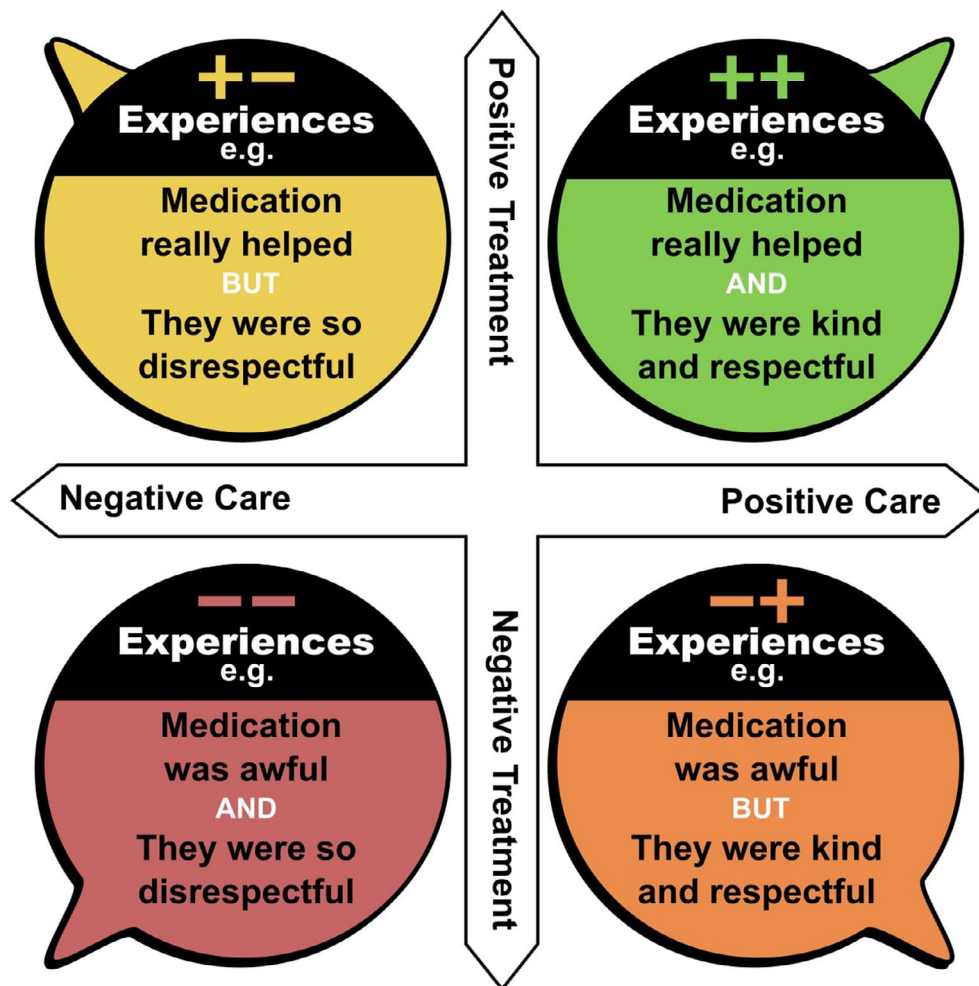 +−
Experiences
e.g.
Medication
really helped
BUT
They were so
disrespectful
Positive Treatment
++
Experiences
e.g.
Medication
really helped
AND
They were kind
and respectful
Negative Care
Positive Care
−−
Experiences
e.g.
Medication
was awful
AND
They were so
disrespectful
Negative Treatment
−+
Experiences
e.g.
Medication
was awful
BUT
They were kind
and respectful